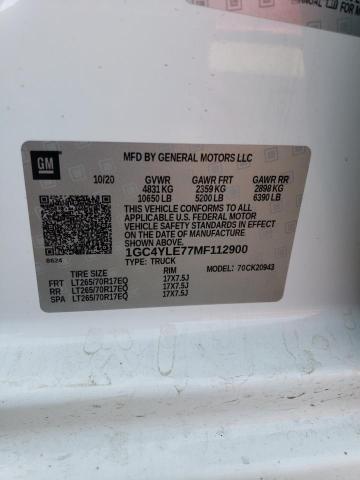 GM
MFD BY GENERAL MOTORS LLC
10/20 GVWR GAWR FRT GAWR RR
4831 KG 2359 KG 2898 KG
10650 LB 5200 LB 6390 LB
THIS VEHICLE CONFORMS TO ALL
APPLICABLE U.S. FEDERAL MOTOR
VEHICLE SAFETY STANDARDS IN EFFECT
ON THE DATE OF MANUFACTURE
SHOWN ABOVE.
8624
1GC4YLE77MF112900
TYPE: TRUCK
TIRE SIZE RIM MODEL: 70CK20943
FRT LT265/70R17EQ 17X7.5J
RR LT265/70R17EQ 17X7.5J
SPA LT265/70R17EQ 17X7.5J